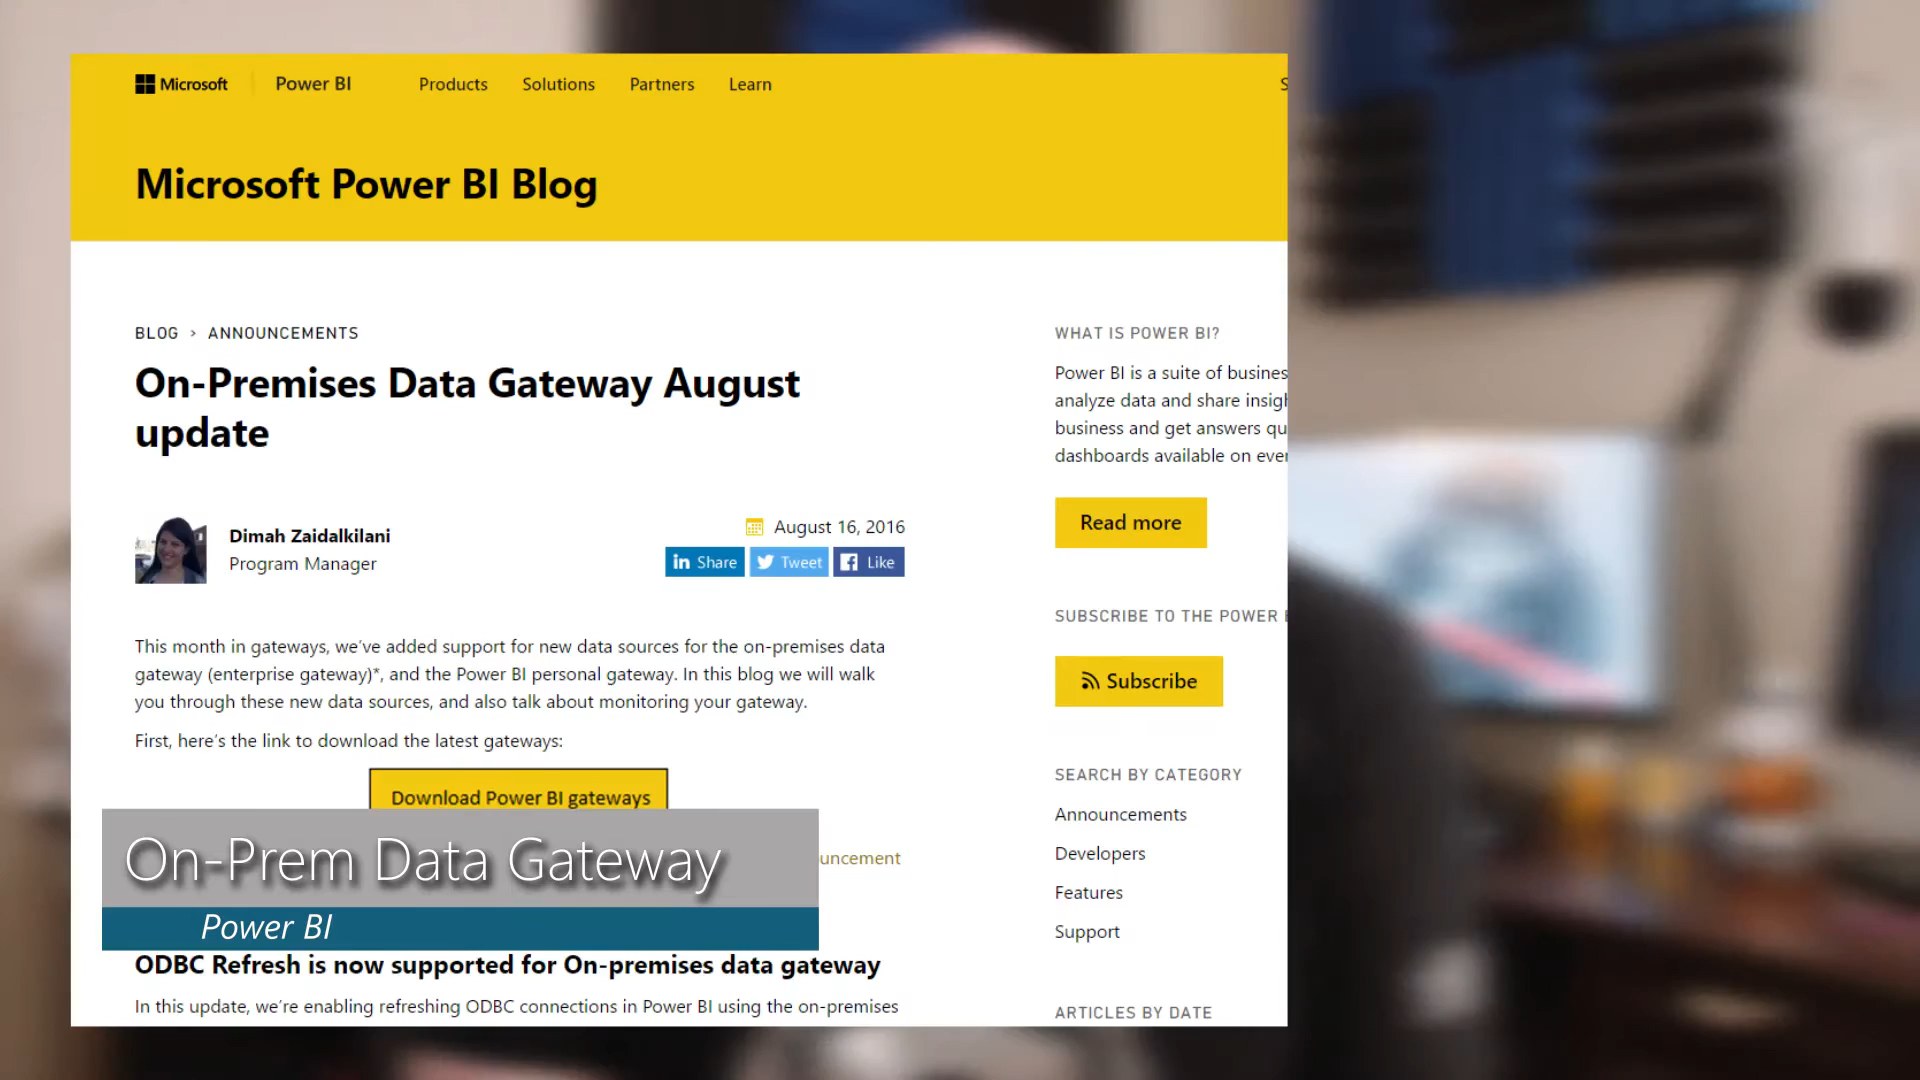 Microsoft Power BI Products Solutions Partners Learn S
Microsoft Power BI Blog
BLOG > ANNOUNCEMENTS
On-Premises Data Gateway August
update
Dimah Zaidalkilani
Program Manager
August 16, 2016
in Share Tweet Like
This month in gateways, we've added support for new data sources for the on-premises data
gateway (enterprise gateway)*, and the Power BI personal gateway. In this blog we will walk
you through these new data sources, and also talk about monitoring your gateway.
First, here's the link to download the latest gateways:
Download Power BI gateways
uncement
On-Prem Data Gateway
Power BI
ODBC Refresh is now supported for On-premises data gateway
In this update, we're enabling refreshing ODBC connections in Power BI using the on-premises
WHAT IS POWER BI?
Power BI is a suite of busines
analyze data and share insigh
business and get answers qu
dashboards available on ever
Read more
SUBSCRIBE TO THE POWER B
Subscribe
SEARCH BY CATEGORY
Announcements
Developers
Features
Support
ARTICLES BY DATE